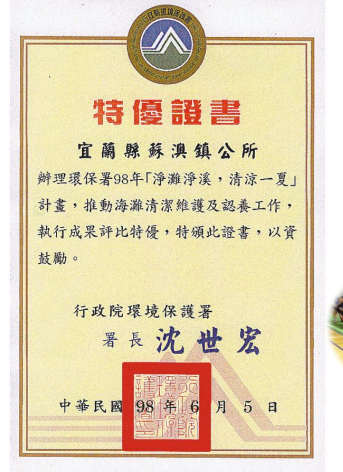 特優證書
宜蘭縣蘇澳鎮公所
辦理環保署98年「淨灘淨溪,清涼一夏」
計畫,推動海灘清潔維護及認養工作,
執行成果評比特優,特頒此證書,以資
鼓勵。
行政院環境保護署
署長 沈世宏
中華民國 98 年 6 月 5 日